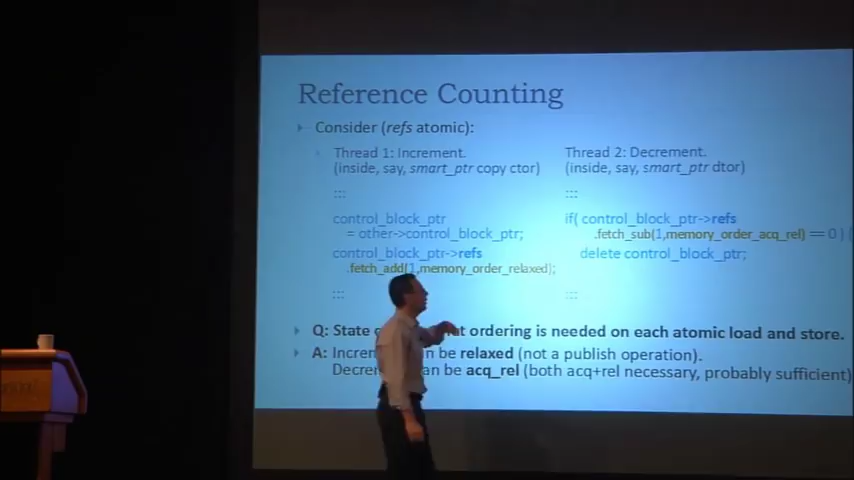 Reference Counting
Consider (refs atomic):
Thread 1: Increment.
(inside, say, smart_ptr copy ctor)
:::
control_block_ptr
= other->control_block_ptr;
control_block_ptr->refs
.fetch_add(1,memory_order_relaxed);
:::
Thread 2: Decrement.
(inside, say, smart_ptr dtor)
:::
if( control_block_ptr->refs
.fetch_sub(1,memory_order_acq_rel) == 0 ) {
delete control_block_ptr;
:::
Q: State ordering is needed on each atomic load and store.
A: can be relaxed (not a publish operation).
can be acq_rel (both acq+rel necessary, probably sufficient)